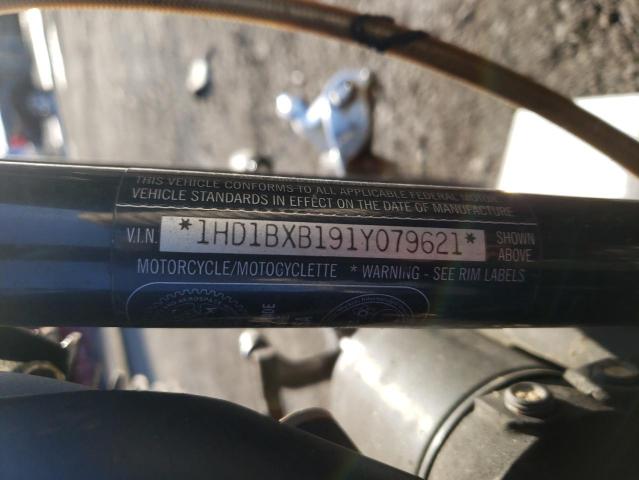 THIS VEHICLE CONFORMS TO ALL APPLICABLE FEDERAL MOTOR
VEHICLE STANDARDS IN EFFECT ON THE DATE OF MANUFACTURE
V.I.N. *1HD1BXB191Y079621* SHOWN ABOVE
MOTORCYCLE/MOTOCYCLETTE * WARNING - SEE RIM LABELS